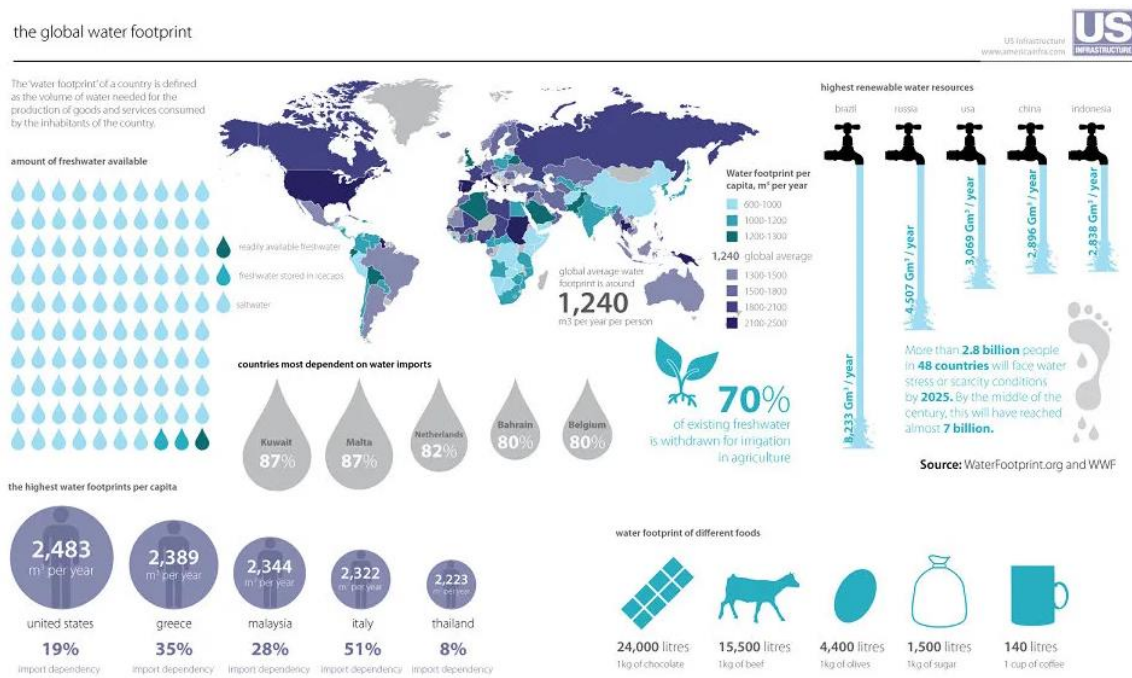 the global water footprint
US Infrastructure
www.americainfra.com
US
INFRASTRUCTURE
The 'water footprint' of a country is defined
as the volume of water needed for the
production of goods and services consumed
by the inhabitants of the country.
amount of freshwater available
readily available freshwater
freshwater stored in icecaps
saltwater
global average water
footprint is around
1,240
m3 per year per person
Water footprint per
capita, m³ per year
600-1000
1000-1200
1200-1300
1,240 global average
1300-1500
1500-1800
1800-2100
2100-2500
highest renewable water resources
brazil
russia
usa
china
indonesia
8,233 Gm³ / year
4,507 Gm³ / year
3,069 Gm³ / year
2,896 Gm³ / year
2,838 Gm³ / year
More than 2.8 billion people
in 48 countries will face water
stress or scarcity conditions
by 2025. By the middle of the
century, this will have reached
almost 7 billion.
Source: WaterFootprint.org and WWF
countries most dependent on water imports
Kuwait
87%
Malta
87%
Netherlands
82%
Bahrain
80%
Belgium
80%
70%
of existing freshwater
is withdrawn for irrigation
in agriculture
the highest water footprints per capita
2,483
m³ per year
united states
19%
import dependency
2,389
m³ per year
greece
35%
import dependency
2,344
m³ per year
malaysia
28%
import dependency
2,322
m³ per year
italy
51%
import dependency
2,223
m³ per year
thailand
8%
import dependency
water footprint of different foods
24,000 litres
1kg of chocolate
15,500 litres
1kg of beef
4,400 litres
1kg of olives
1,500 litres
1kg of sugar
140 litres
1 cup of coffee